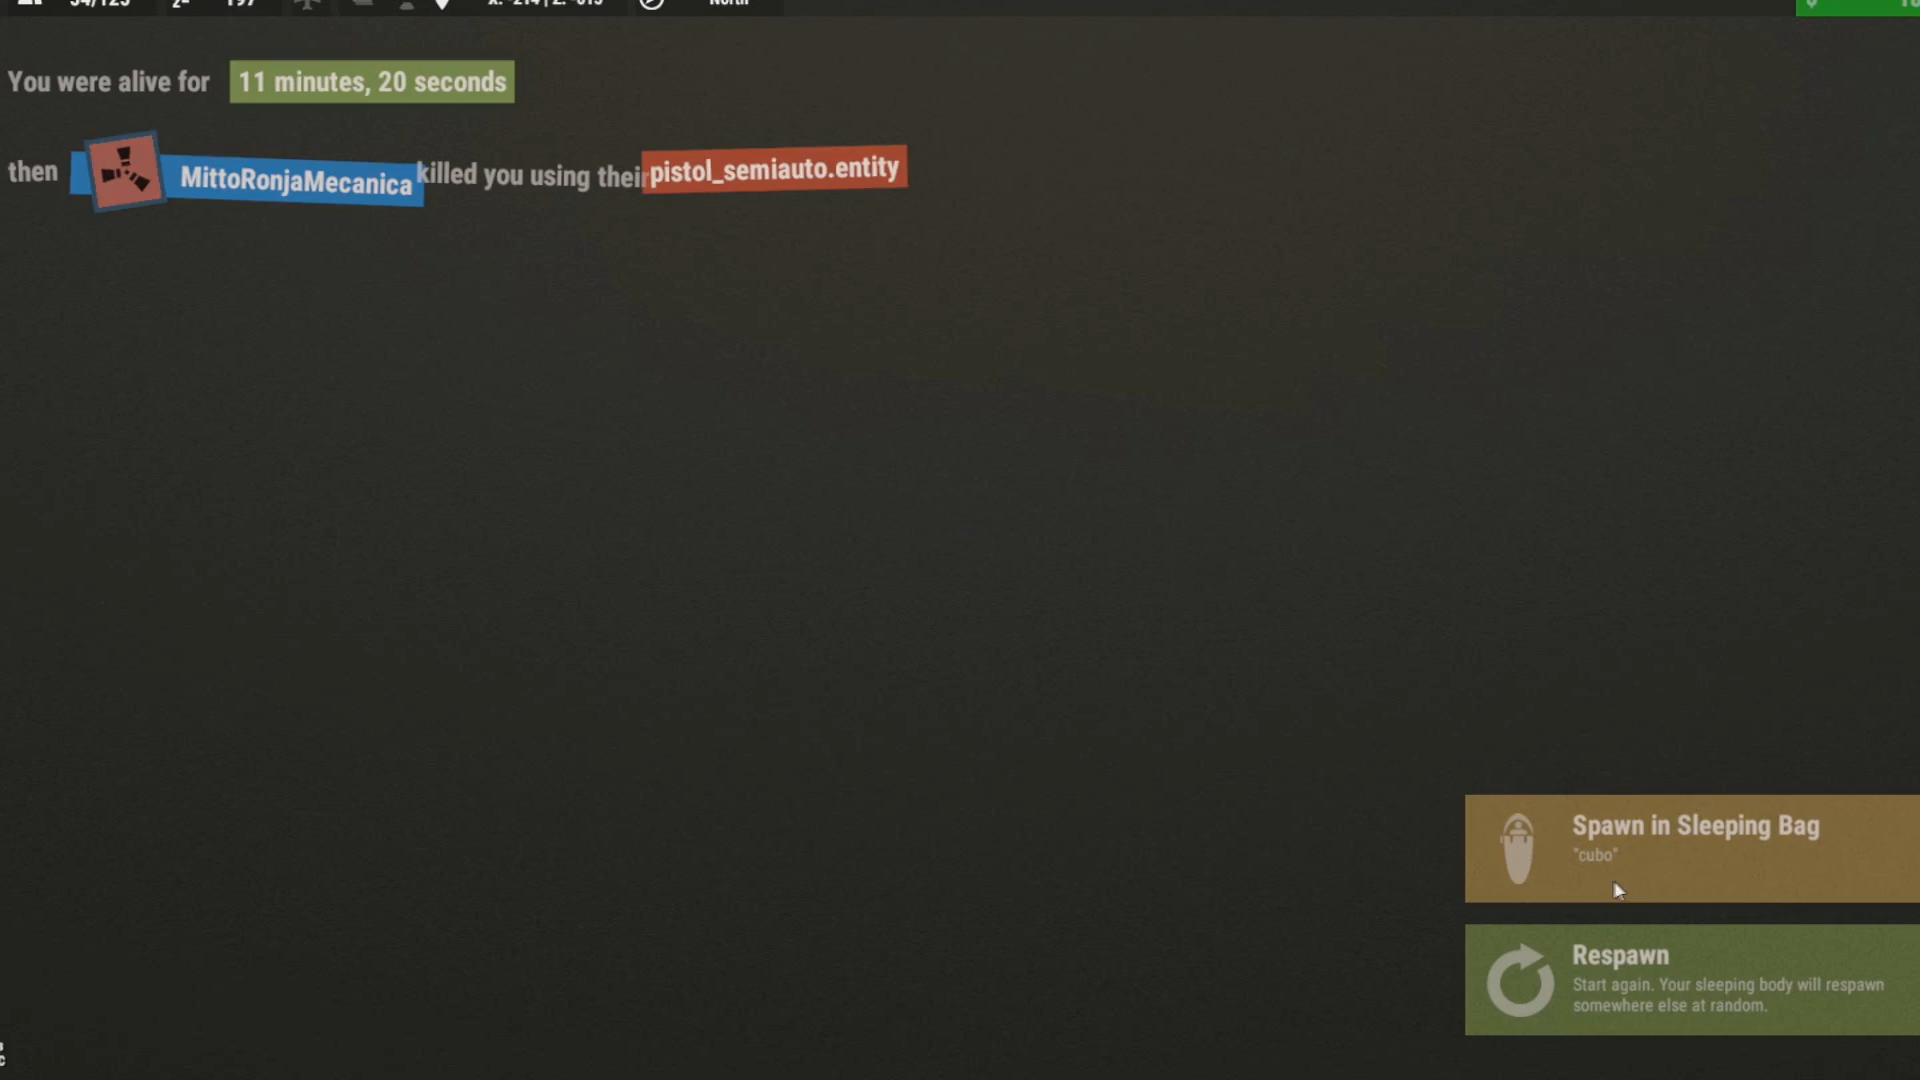 North
You were alive for 11 minutes, 20 seconds
then MittoRonjaMecanica killed you using their pistol_semiauto.entity
Spawn in Sleeping Bag
"cubo"
Respawn
Start again. Your sleeping body will respawn
somewhere else at random.